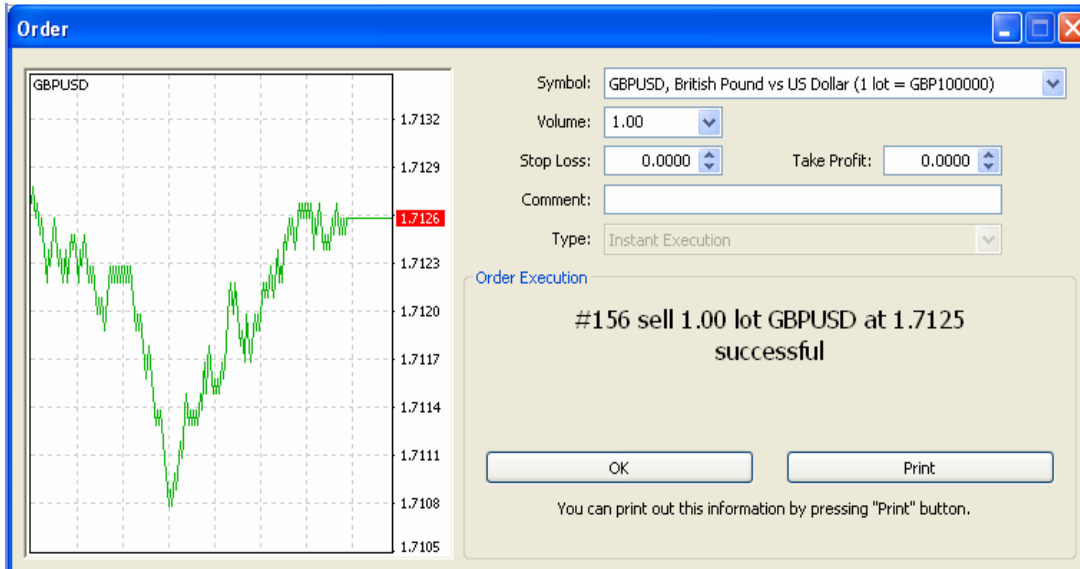 Order
GBPUSD
1.7132
1.7129
1.7126
1.7123
1.7120
1.7117
1.7114
1.7111
1.7108
1.7105
Symbol: GBPUSD, British Pound vs US Dollar (1 lot = GBP100000)
Volume: 1.00
Stop Loss: 0.0000 Take Profit: 0.0000
Comment:
Type: Instant Execution
Order Execution
#156 sell 1.00 lot GBPUSD at 1.7125
successful
OK Print
You can print out this information by pressing "Print" button.